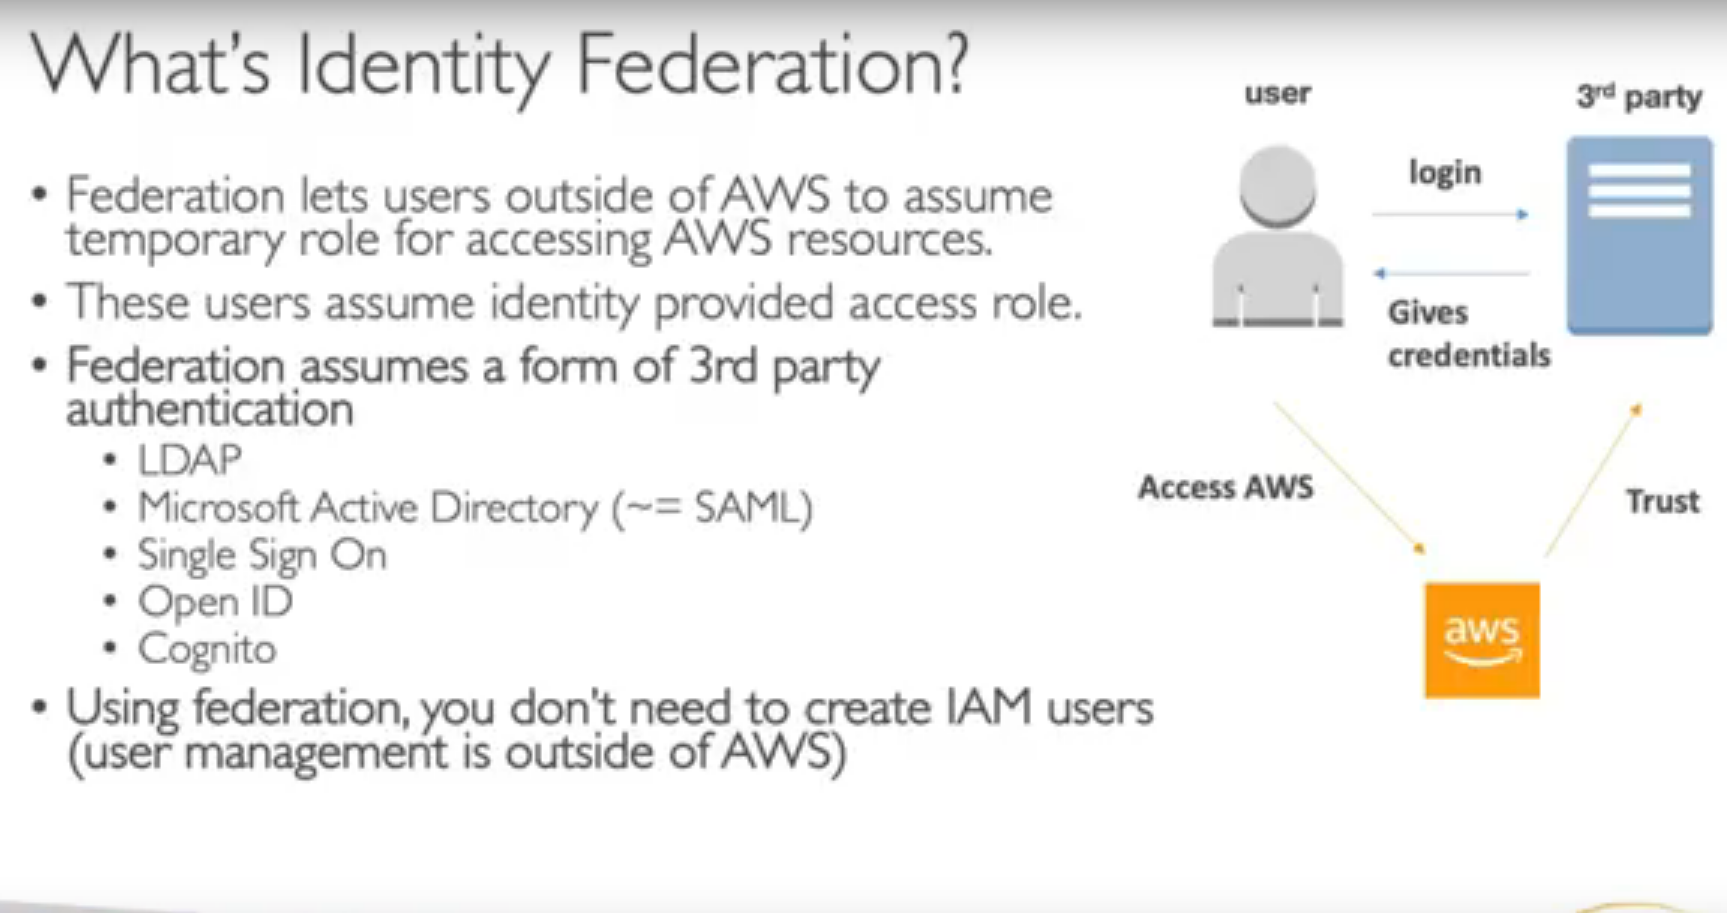 What's Identity Federation?
• Federation lets users outside of AWS to assume
temporary role for accessing AWS resources.
• These users assume identity provided access role.
• Federation assumes a form of 3rd party
authentication
• LDAP
• Microsoft Active Directory (~= SAML)
• Single Sign On
• Open ID
• Cognito
• Using federation, you don't need to create IAM users
(user management is outside of AWS)
user
3rd party
login
Gives
credentials
Access AWS
Trust
aws